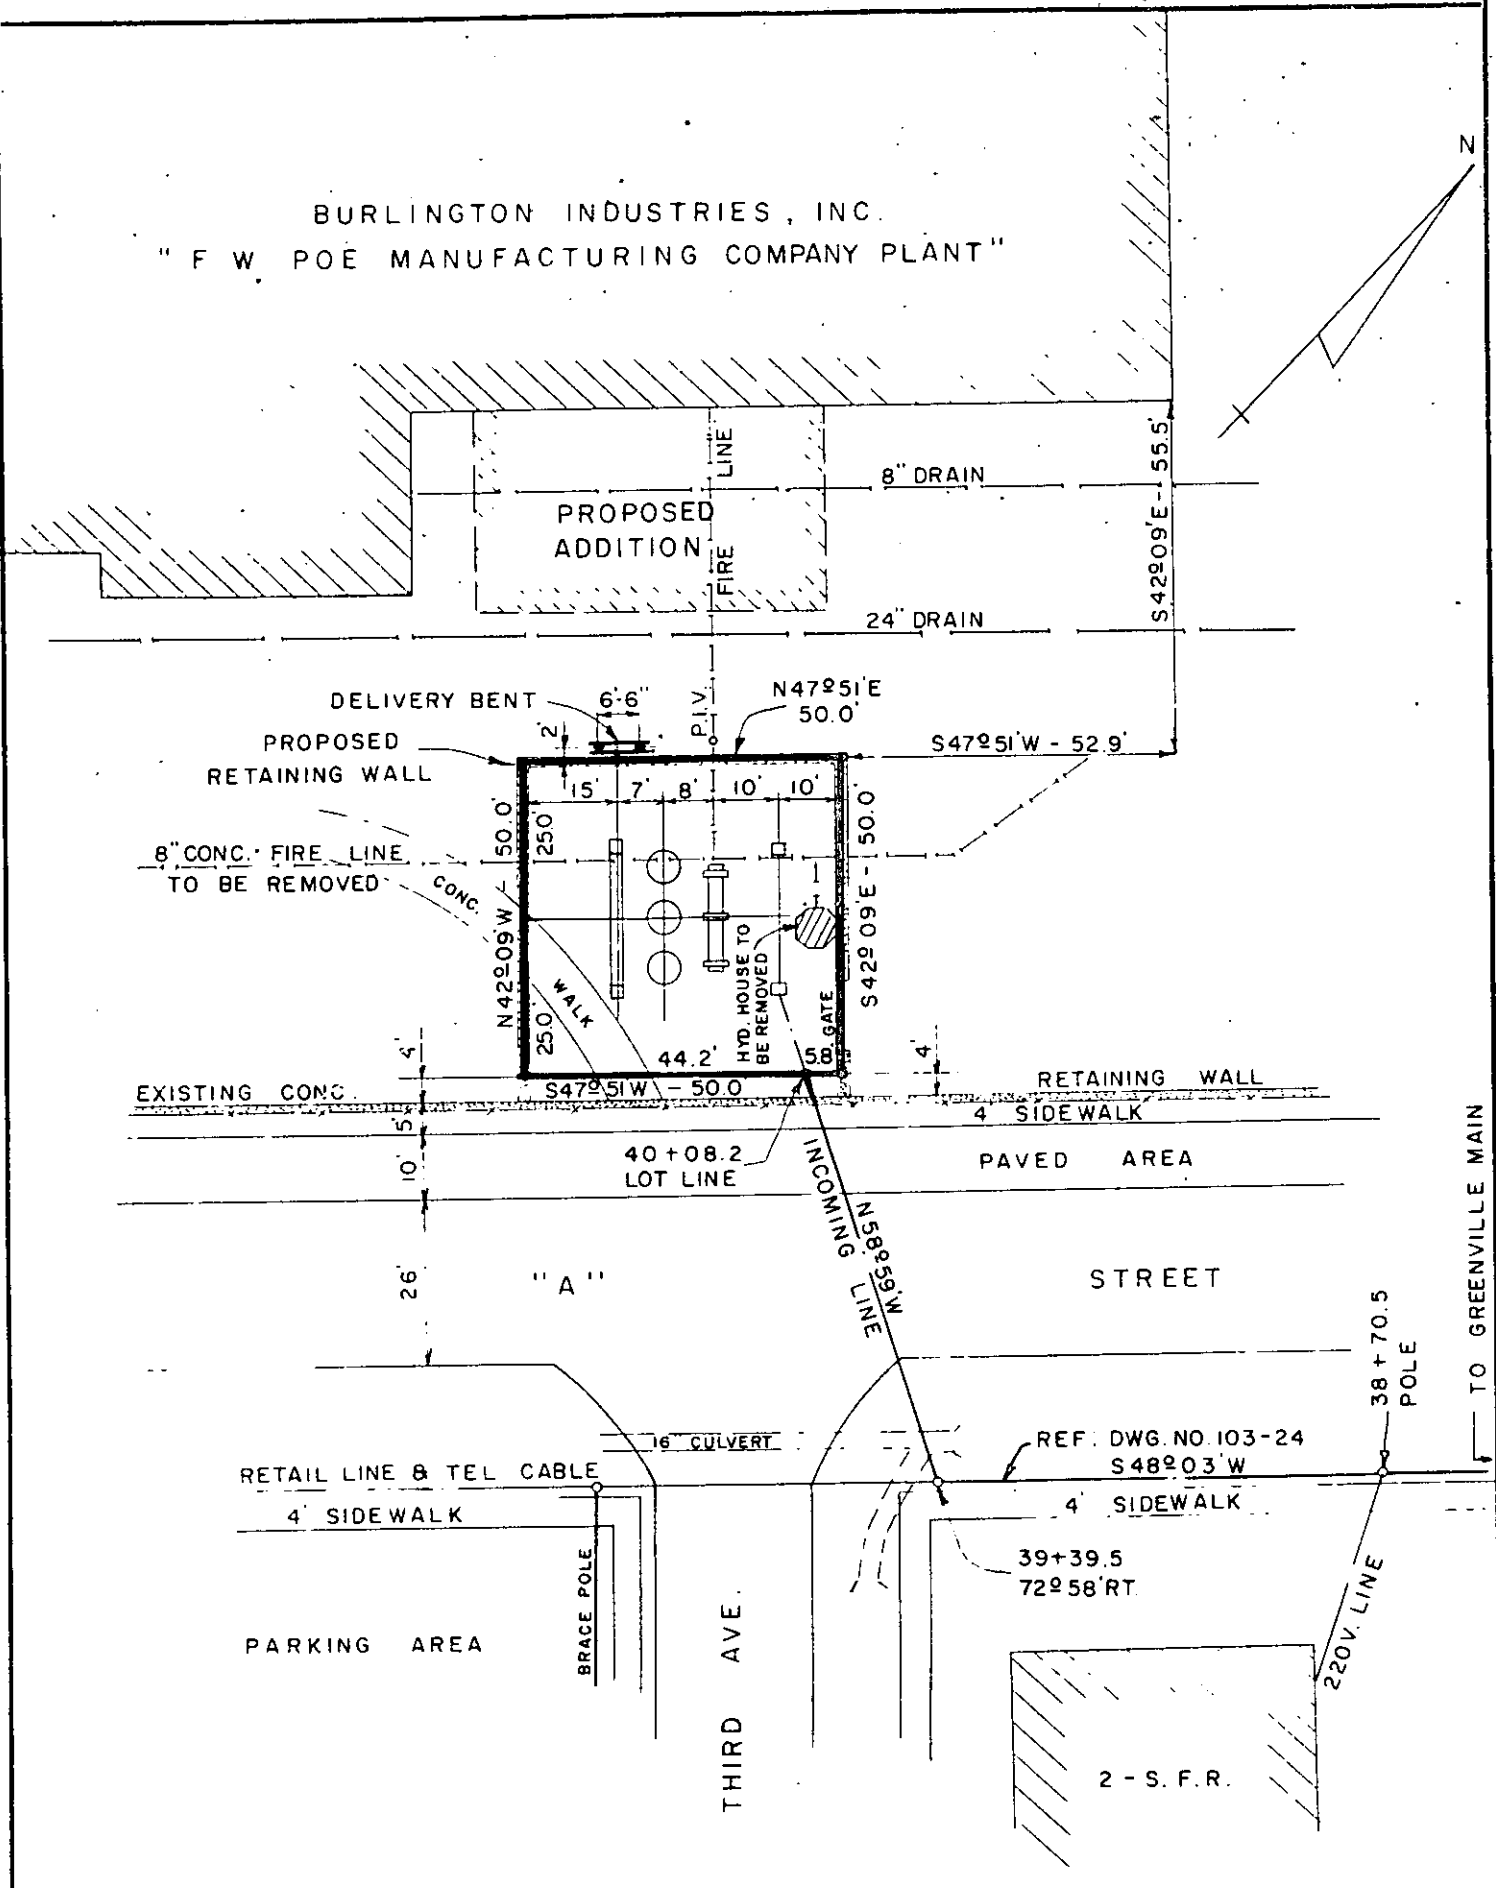 N
BURLINGTON INDUSTRIES, INC.
"F W. POE MANUFACTURING COMPANY PLANT"
LINE
8" DRAIN
S42º09'E - 55.5'
PROPOSED
ADDITION
FIRE
24" DRAIN
DELIVERY BENT
6'-6"
P.I.V.
N47º51'E
50.0'
2'
PROPOSED
RETAINING WALL
S47º51'W - 52.9'
15'
7'
8'
10'
10'
N42º09'W - 50.0'
25.0'
S42º09'E - 50.0'
8" CONC. FIRE LINE
TO BE REMOVED
CONC.
WALK
HYD. HOUSE TO
BE REMOVED
GATE
25.0'
44.2'
5.8'
4'
4'
S47º51'W - 50.0
EXISTING CONC.
RETAINING WALL
4' SIDEWALK
5'
40+08.2
LOT LINE
PAVED AREA
10'
INCOMING LINE
N58º59'W
26'
"A"
STREET
38+70.5
POLE
TO GREENVILLE MAIN
16" CULVERT
REF. DWG. NO. 103-24
S48º03'W
RETAIL LINE & TEL CABLE
4' SIDEWALK
4' SIDEWALK
39+39.5
72º58'RT.
BRACE POLE
PARKING AREA
THIRD AVE.
220V. LINE
2 - S. F. R.